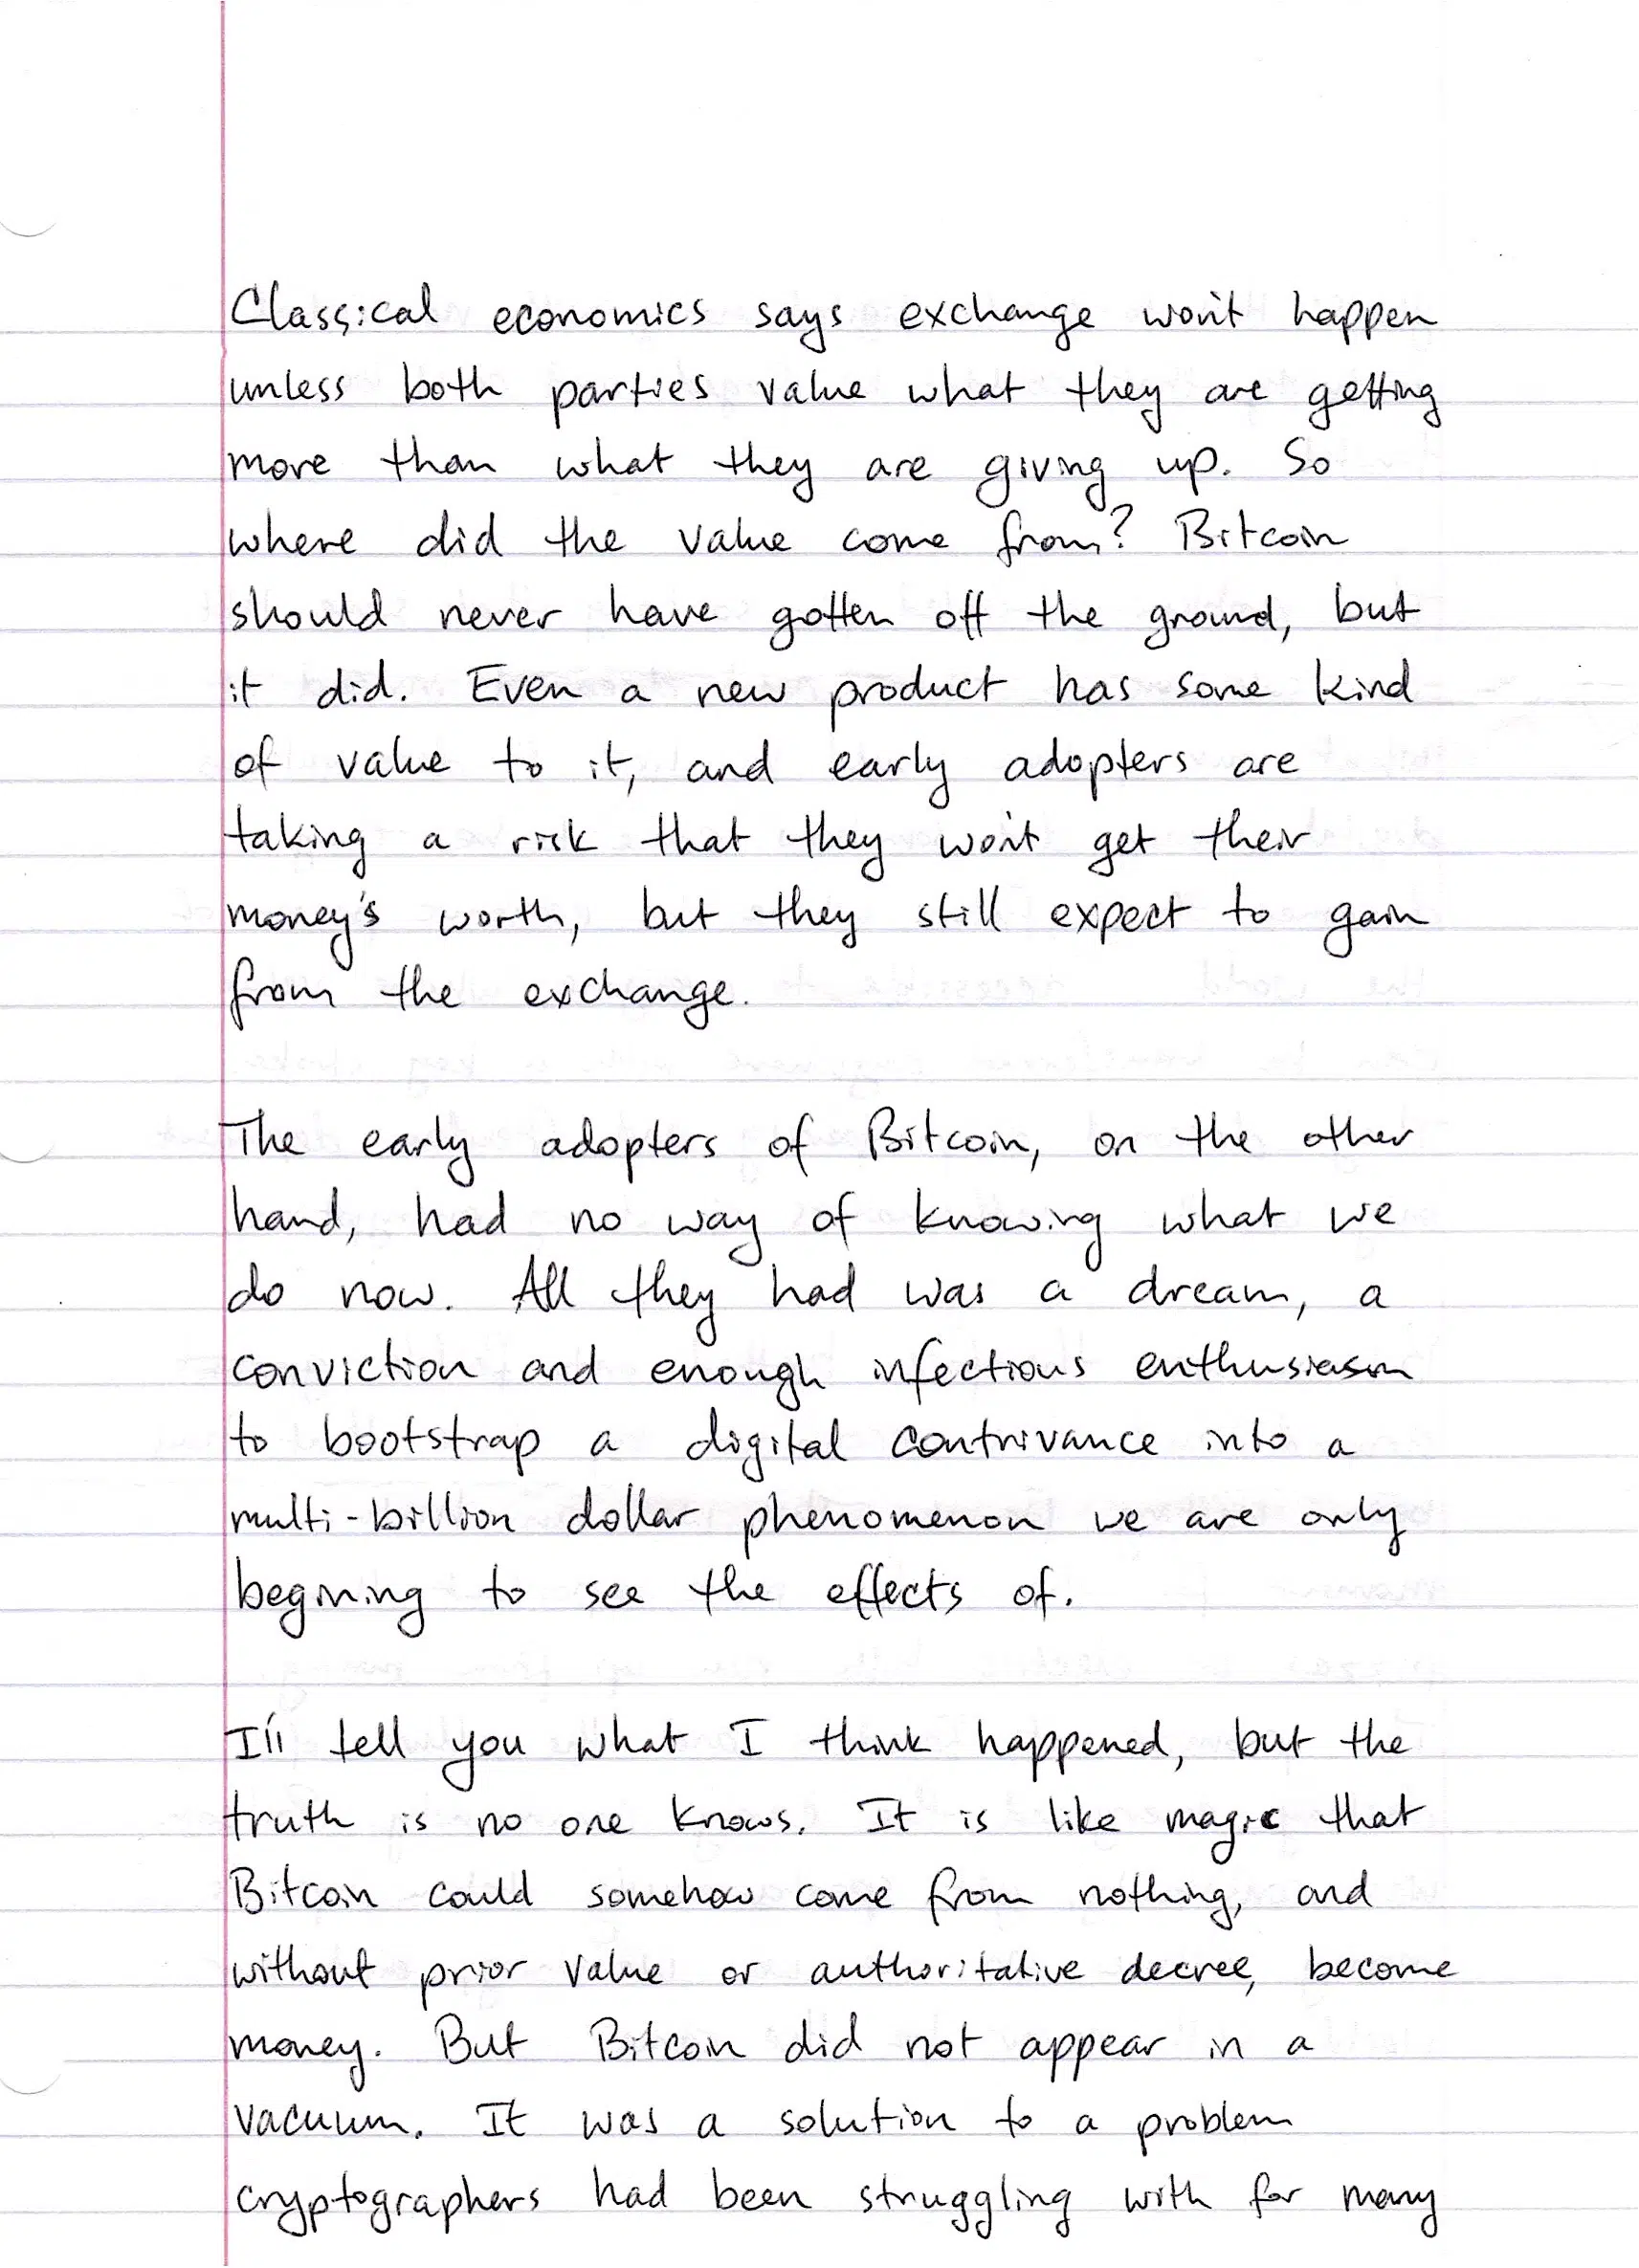 Classical economics says exchange won't happen
unless both parties value what they are getting
more than what they are giving up. So
where did the value come from? Bitcoin
should never have gotten off the ground, but
it did. Even a new product has some kind
of value to it, and early adopters are
taking a risk that they won't get their
money's worth, but they still expect to gain
from the exchange.

The early adopters of Bitcoin, on the other
hand, had no way of knowing what we
do now. All they had was a dream, a
conviction and enough infectious enthusiasm
to bootstrap a digital contrivance into a
multi-billion dollar phenomenon we are only
begining to see the effects of.

I'll tell you what I think happened, but the
truth is no one knows. It is like magic that
Bitcoin could somehow come from nothing, and
without prior value or authoritative decree, become
money. But Bitcoin did not appear in a
vacuum. It was a solution to a problem
cryptographers had been struggling with for many